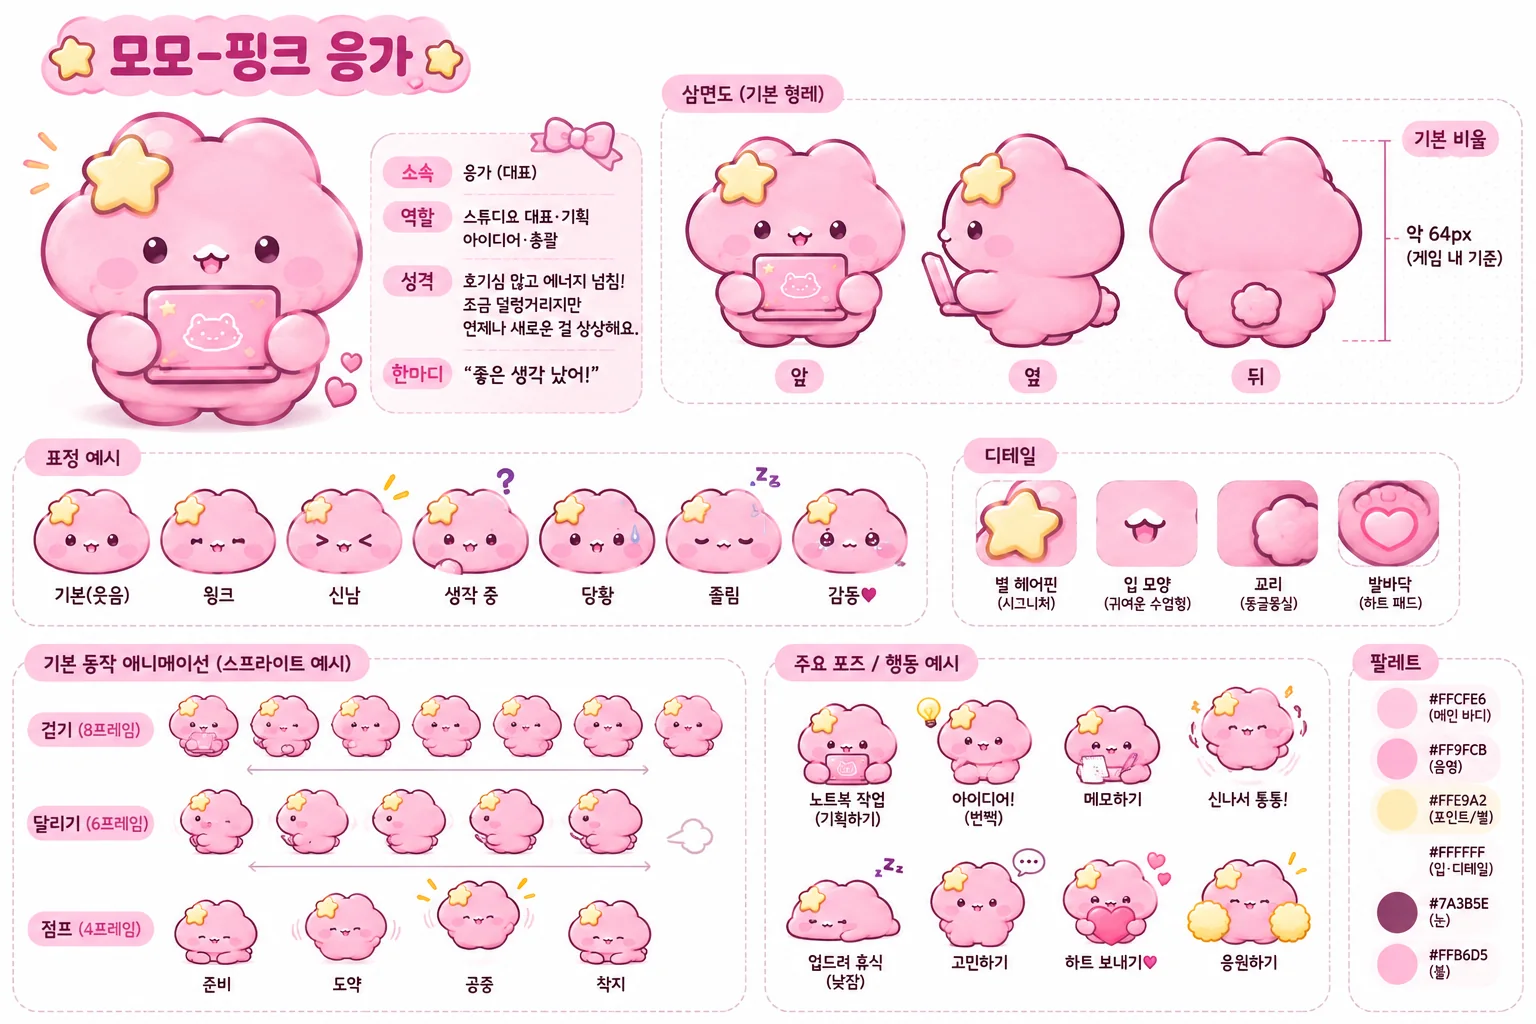 모모-핑크 응가
소속
응가 (대표)
역할
스튜디오 대표·기획
아이디어·총괄
성격
호기심 많고 에너지 넘침!
조금 덜렁거리지만
언제나 새로운 걸 상상해요.
한마디
“좋은 생각 났어!”
삼면도 (기본 형레)
앞
옆
뒤
기본 비율
약 64px
(게임 내 기준)
표정 예시
?
zzz
기본(웃음)
윙크
신남
생각 중
당황
졸림
감동♥
디테일
별 헤어핀
(시그니처)
입 모양
(귀여운 수염형)
꼬리
(동글몽실)
발바닥
(하트 패드)
기본 동작 애니매이션 (스프라이트 예시)
걷기 (8프레임)
달리기 (6프레임)
점프 (4프레임)
준비
도약
공중
착지
주요 포즈 / 행동 예시
노트북 작업
(기획하기)
아이디어!
(번쩍)
메모하기
신나서 통통!
zzz
업드려 휴식
(낮잠)
고민하기
하트 보내기♥
응원하기
팔레트
#FFCFE6
(메인 바디)
#FF9FCB
(음영)
#FFE9A2
(포인트/별)
#FFFFFF
(입·디테일)
#7A3B5E
(눈)
#FFB6D5
(볼)